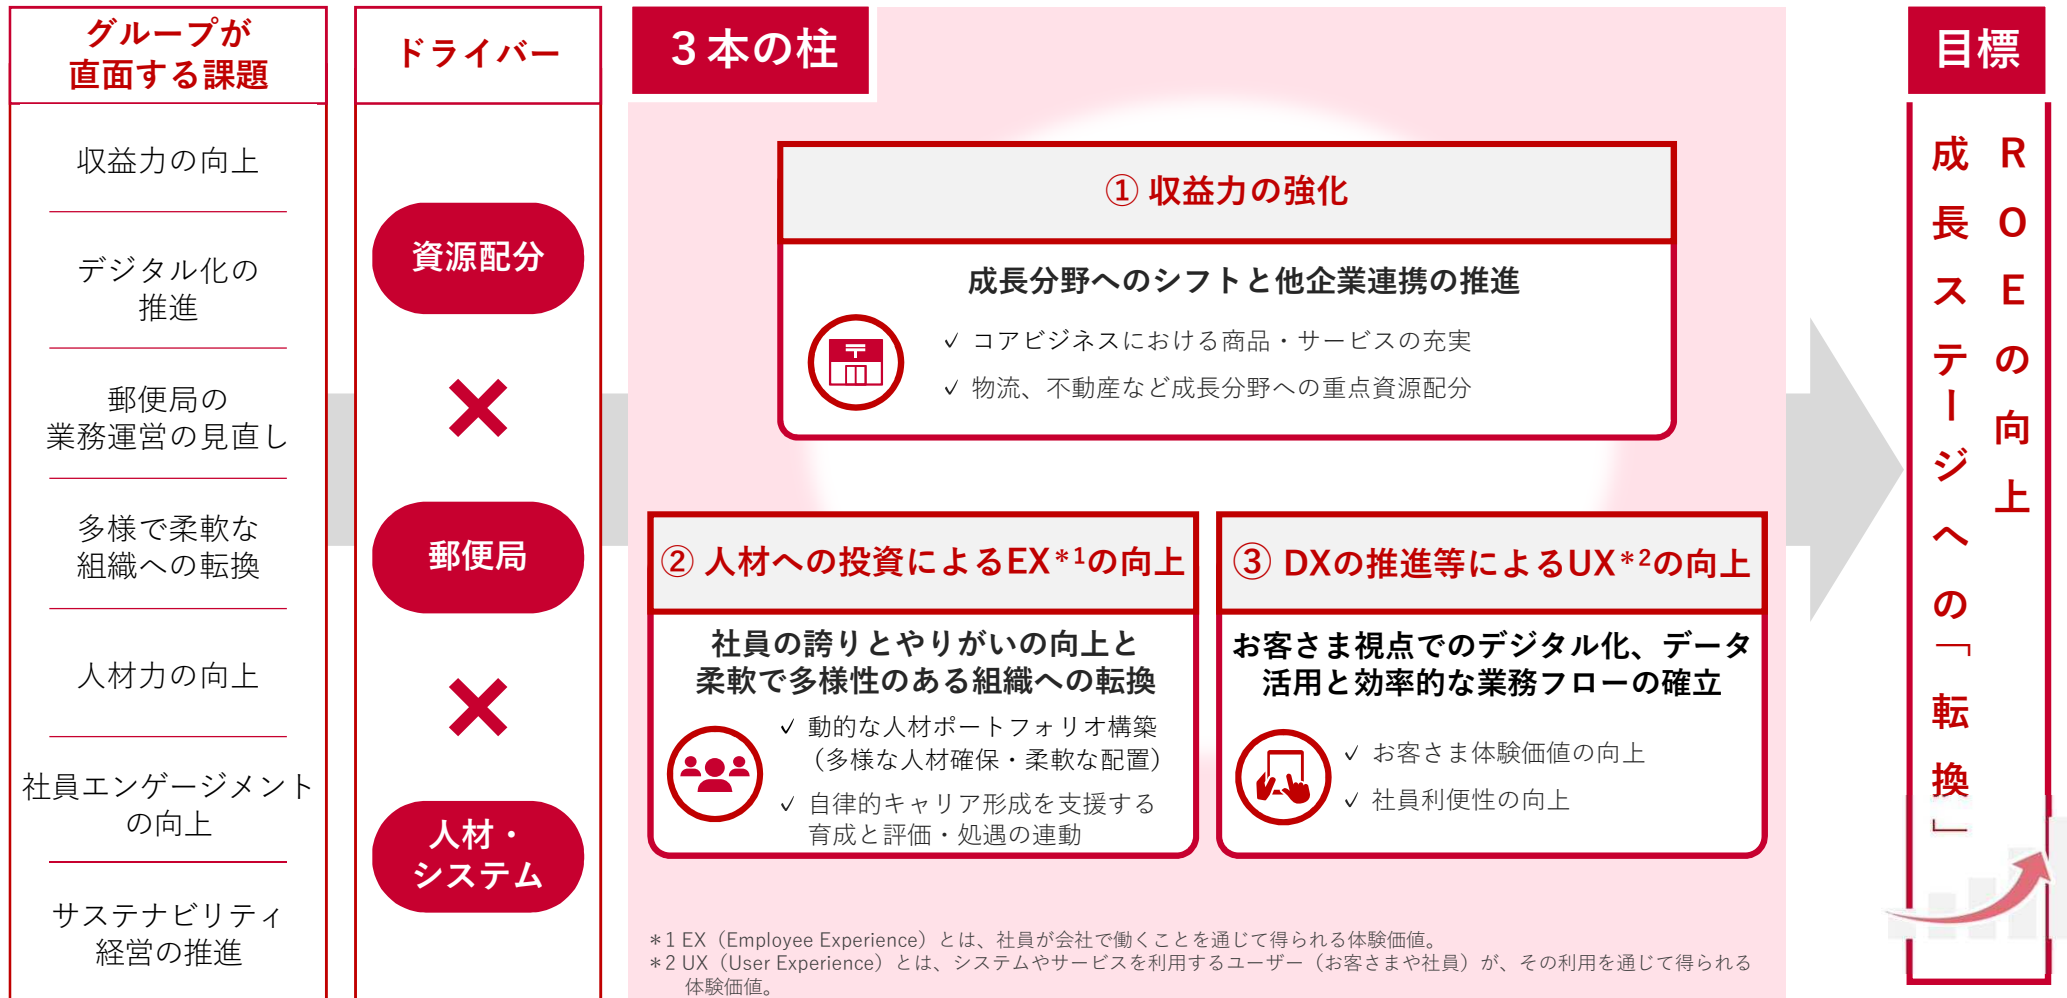 グループが
直面する課題
収益力の向上
デジタル化の
推進
郵便局の
業務運営の見直し
多様で柔軟な
組織への転換
人材力の向上
社員エンゲージメント
の向上
サステナビリティ
経営の推進
ドライバー
資源配分
×
郵便局
×
人材・
システム
3本の柱
① 収益力の強化
成長分野へのシフトと他企業連携の推進
✓ コアビジネスにおける商品・サービスの充実
✓ 物流、不動産など成長分野への重点資源配分
② 人材への投資によるEX*1の向上
社員の誇りとやりがいの向上と
柔軟で多様性のある組織への転換
✓ 動的な人材ポートフォリオ構築
（多様な人材確保・柔軟な配置）
✓ 自律的キャリア形成を支援する
育成と評価・処遇の連動
③ DXの推進等によるUX*2の向上
お客さま視点でのデジタル化、データ
活用と効率的な業務フローの確立
✓ お客さま体験価値の向上
✓ 社員利便性の向上
*1 EX（Employee Experience）とは、社員が会社で働くことを通じて得られる体験価値。
*2 UX（User Experience）とは、システムやサービスを利用するユーザー（お客さまや社員）が、その利用を通じて得られる
体験価値。
目標
ROEの向上
成長ステージへの「転換」